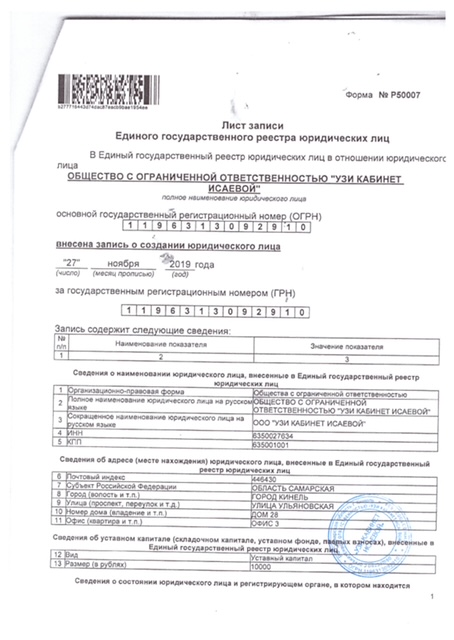 Форма № Р50007
Лист записи
Единого государственного реестра юридических лиц
В Единый государственный реестр юридических лиц в отношении юридического
лица
ОБЩЕСТВО С ОГРАНИЧЕННОЙ ОТВЕТСТВЕННОСТЬЮ "УЗИ КАБИНЕТ
ИСАЕВОЙ"
полное наименование юридического лица
основной государственный регистрационный номер (ОГРН)
1 1 9 6 3 1 3 0 9 2 9 1 0
внесена запись о создании юридического лица
"27" ноября 2019 года
(число) (месяц прописью) (год)
за государственным регистрационным номером (ГРН)
1 1 9 6 3 1 3 0 9 2 9 1 0
Запись содержит следующие сведения:
№ п/п Наименование показателя Значение показателя
1 2 3
Сведения о наименовании юридического лица, внесенные в Единый государственный реестр
юридических лиц
1 Организационно-правовая форма Общества с ограниченной ответственностью
2 Полное наименование юридического лица на русском языке ОБЩЕСТВО С ОГРАНИЧЕННОЙ ОТВЕТСТВЕННОСТЬЮ "УЗИ КАБИНЕТ ИСАЕВОЙ"
3 Сокращенное наименование юридического лица на русском языке ООО "УЗИ КАБИНЕТ ИСАЕВОЙ"
4 ИНН 6350027634
5 КПП 635001001
Сведения об адресе (месте нахождения) юридического лица, внесенные в Единый государственный
реестр юридических лиц
6 Почтовый индекс 446430
7 Субъект Российской Федерации ОБЛАСТЬ САМАРСКАЯ
8 Город (волость и т.п.) ГОРОД КИНЕЛЬ
9 Улица (проспект, переулок и т.д.) УЛИЦА УЛЬЯНОВСКАЯ
10 Номер дома (владение и т.п.) ДОМ 28
11 Офис (квартира и т.п.) ОФИС 3
Сведения об уставном капитале (складочном капитале, уставном фонде, паевых взносах), внесенные в
Единый государственный реестр юридических лиц
12 Вид Уставный капитал
13 Размер (в рублях) 10000
Сведения о состоянии юридического лица и регистрирующем органе, в котором находится
1